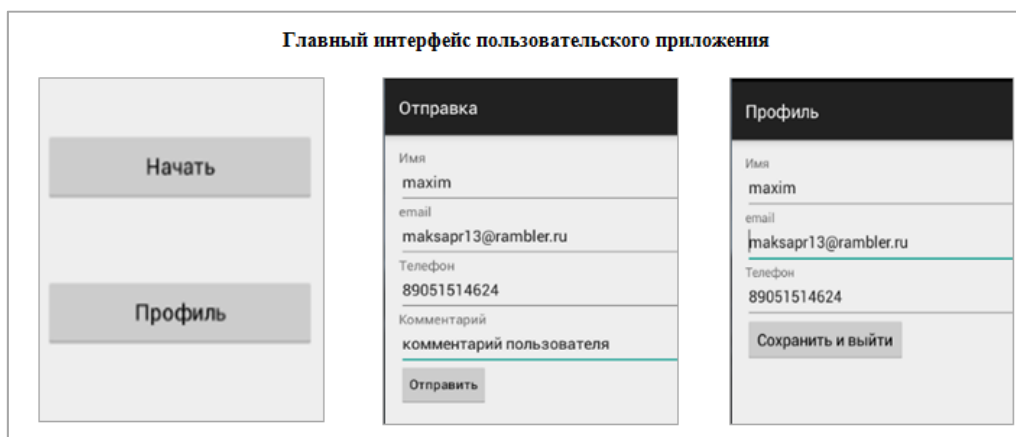 Главный интерфейс пользовательского приложения
Начать
Профиль
Отправка
Имя
maxim
email
maksapr13@rambler.ru
Телефон
89051514624
Комментарий
комментарий пользователя
Отправить
Профиль
Имя
maxim
email
maksapr13@rambler.ru
Телефон
89051514624
Сохранить и выйти